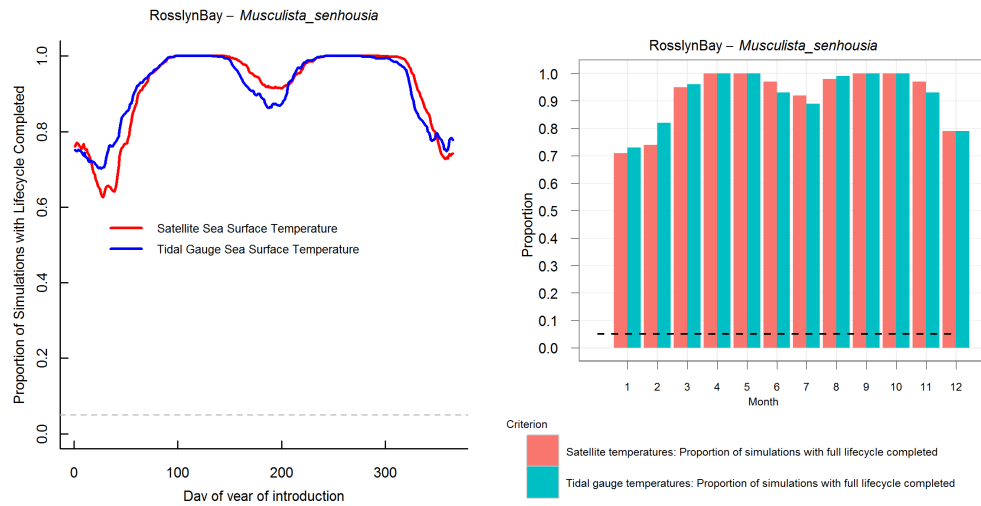 RosslynBay – Musculista_senhousia
Proportion of Simulations with Lifecycle Completed
1.0
0.8
0.6
0.4
0.2
0.0
Satellite Sea Surface Temperature
Tidal Gauge Sea Surface Temperature
0 100 200 300
Day of year of introduction
RosslynBay – Musculista_senhousia
Proportion
1.0
0.9
0.8
0.7
0.6
0.5
0.4
0.3
0.2
0.1
0.0
1 2 3 4 5 6 7 8 9 10 11 12
Month
Criterion
Satellite temperatures: Proportion of simulations with full lifecycle completed
Tidal gauge temperatures: Proportion of simulations with full lifecycle completed